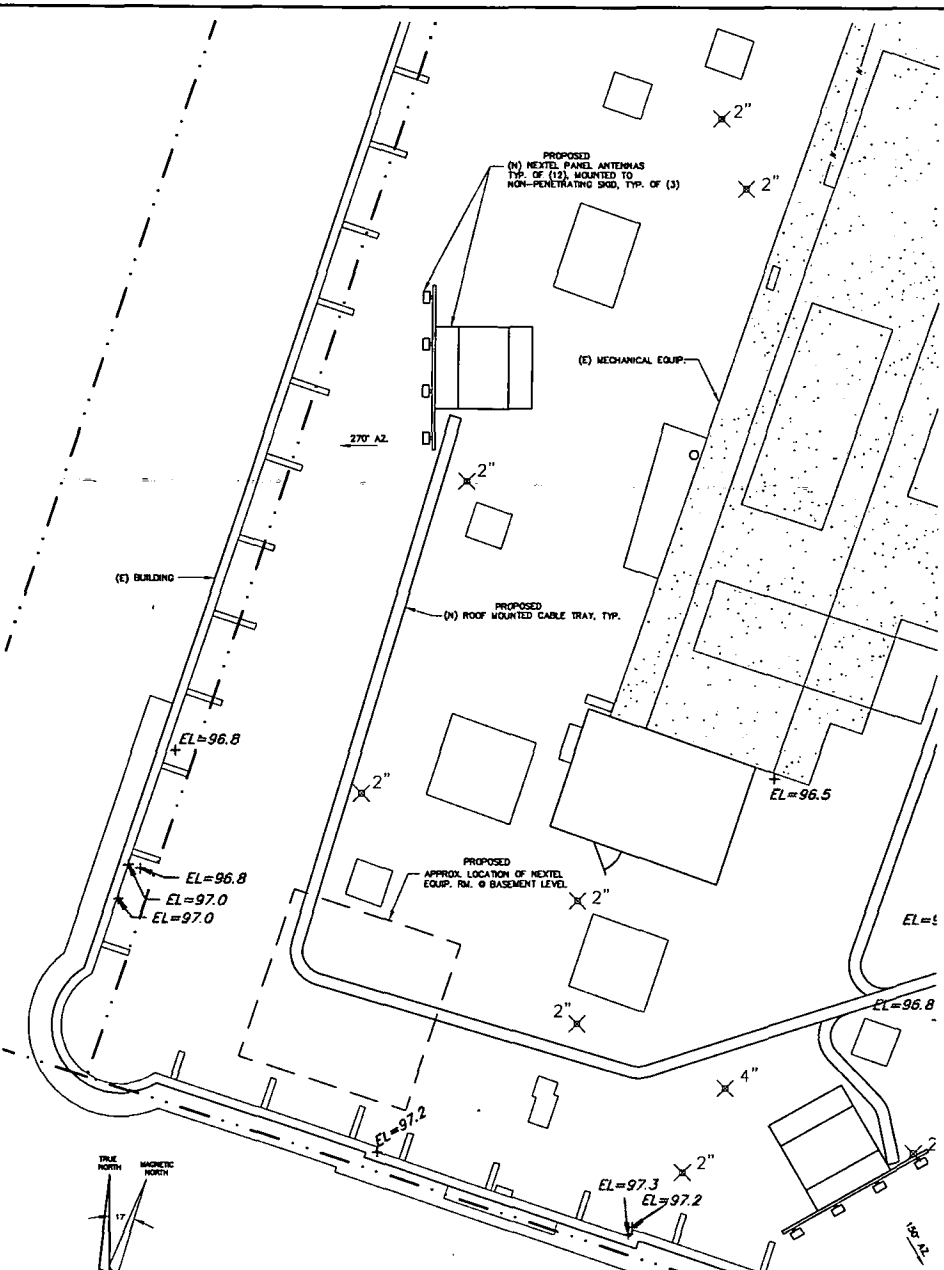 2"
PROPOSED
(N) NEXTEL PANEL ANTENNAS
TYP. OF (12), MOUNTED TO
NON-PENETRATING SKID, TYP. OF (3)
2"
(E) MECHANICAL EQUIP.
270° AZ.
2"
(E) BUILDING
PROPOSED
(N) ROOF MOUNTED CABLE TRAY, TYP.
EL=96.8
2"
EL=96.5
PROPOSED
APPROX. LOCATION OF NEXTEL
EQUIP. RM. @ BASEMENT LEVEL
EL=96.8
EL=97.0
EL=97.0
2"
EL=9
EL=96.8
2"
4"
EL=97.2
2"
2
TRUE
NORTH
MAGNETIC
NORTH
17°
EL=97.3
EL=97.2
150° AZ.